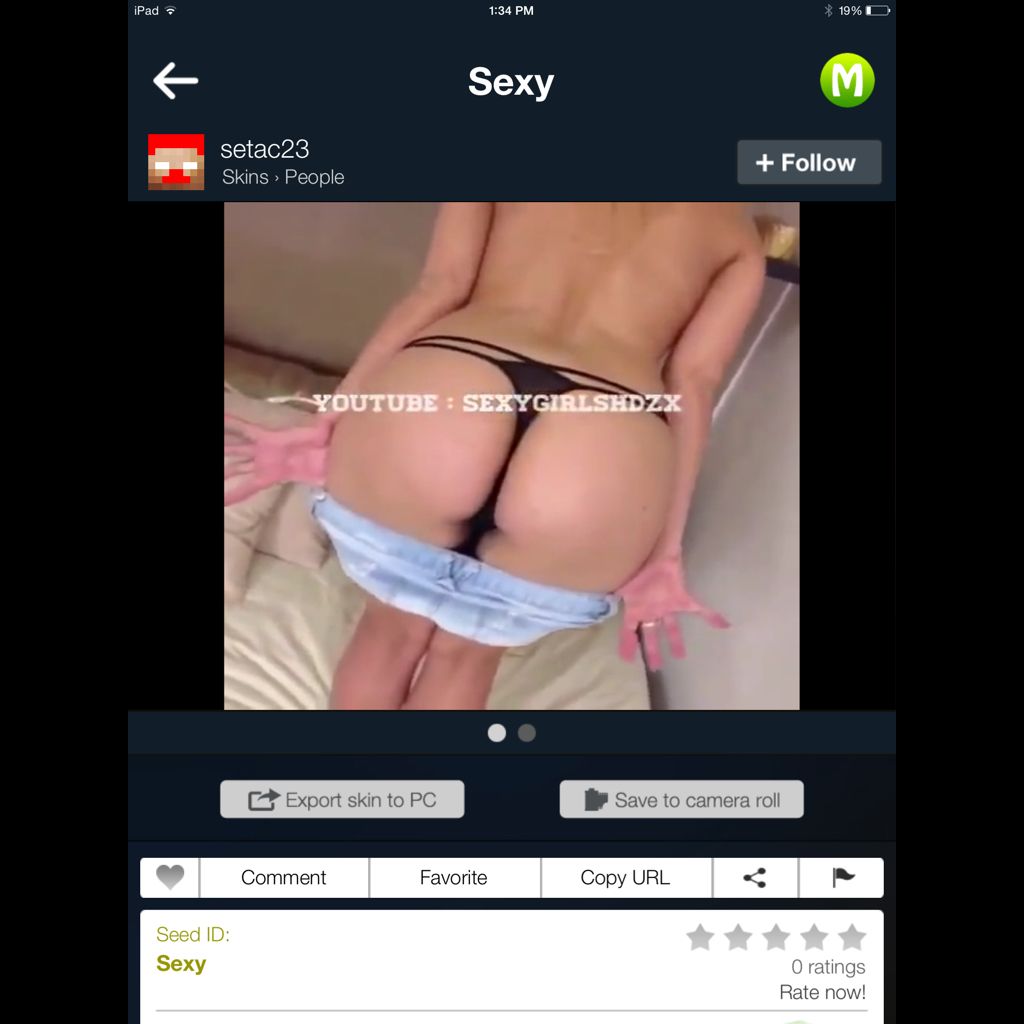 iPad 1:34 PM 19%
Sexy
M
setac23
Skins › People
+ Follow
YOUTUBE : SEXYGIRLSHDZX
Export skin to PC
Save to camera roll
Comment
Favorite
Copy URL
Seed ID:
Sexy
0 ratings
Rate now!